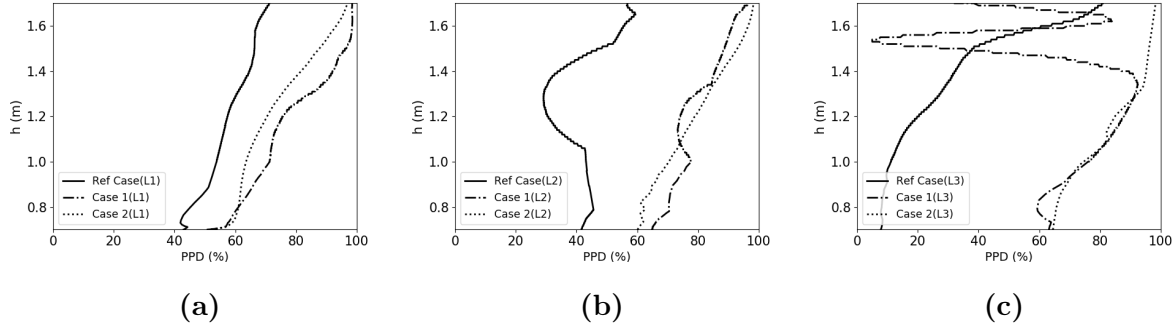 h (m)
1.6
1.4
1.2
1.0
0.8
Ref Case(L1)
Case 1(L1)
Case 2(L1)
0 20 40 60 80 100
PPD (%)
(a)
h (m)
1.6
1.4
1.2
1.0
0.8
Ref Case(L2)
Case 1(L2)
Case 2(L2)
0 20 40 60 80 100
PPD (%)
(b)
h (m)
1.6
1.4
1.2
1.0
0.8
Ref Case(L3)
Case 1(L3)
Case 2(L3)
0 20 40 60 80 100
PPD (%)
(c)